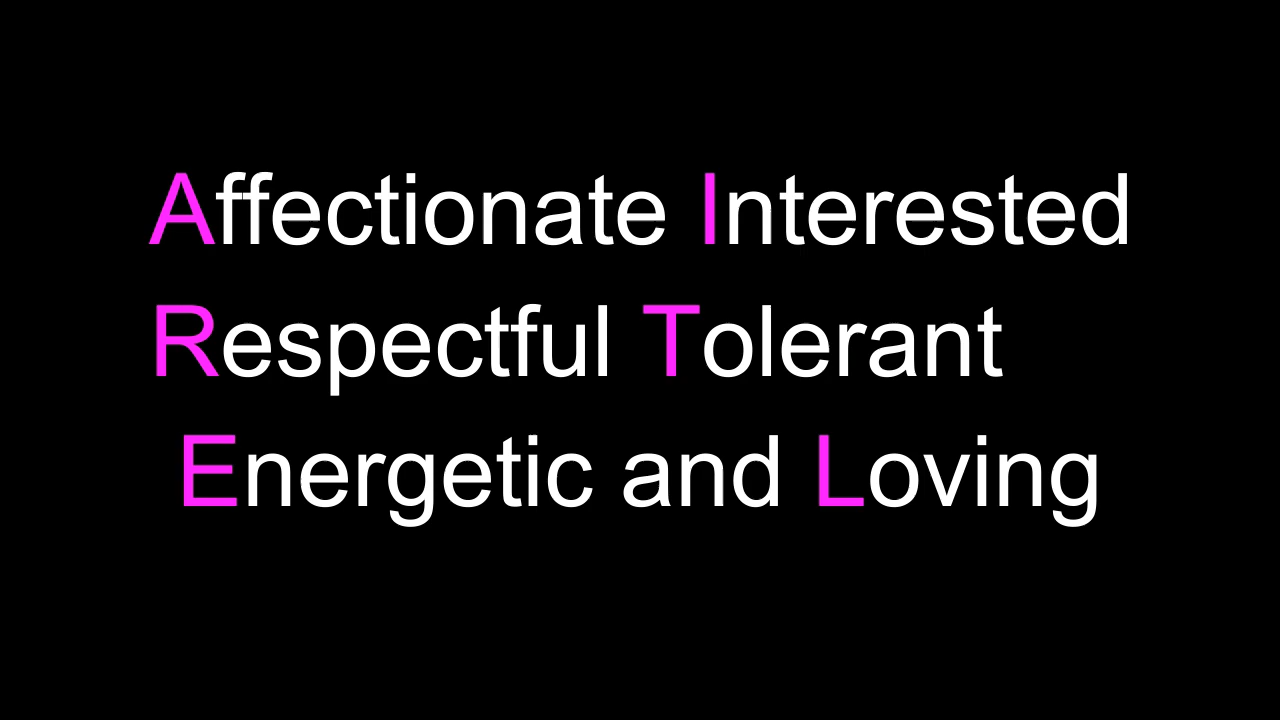 Affectionate Interested
Respectful Tolerant
Energetic and Loving